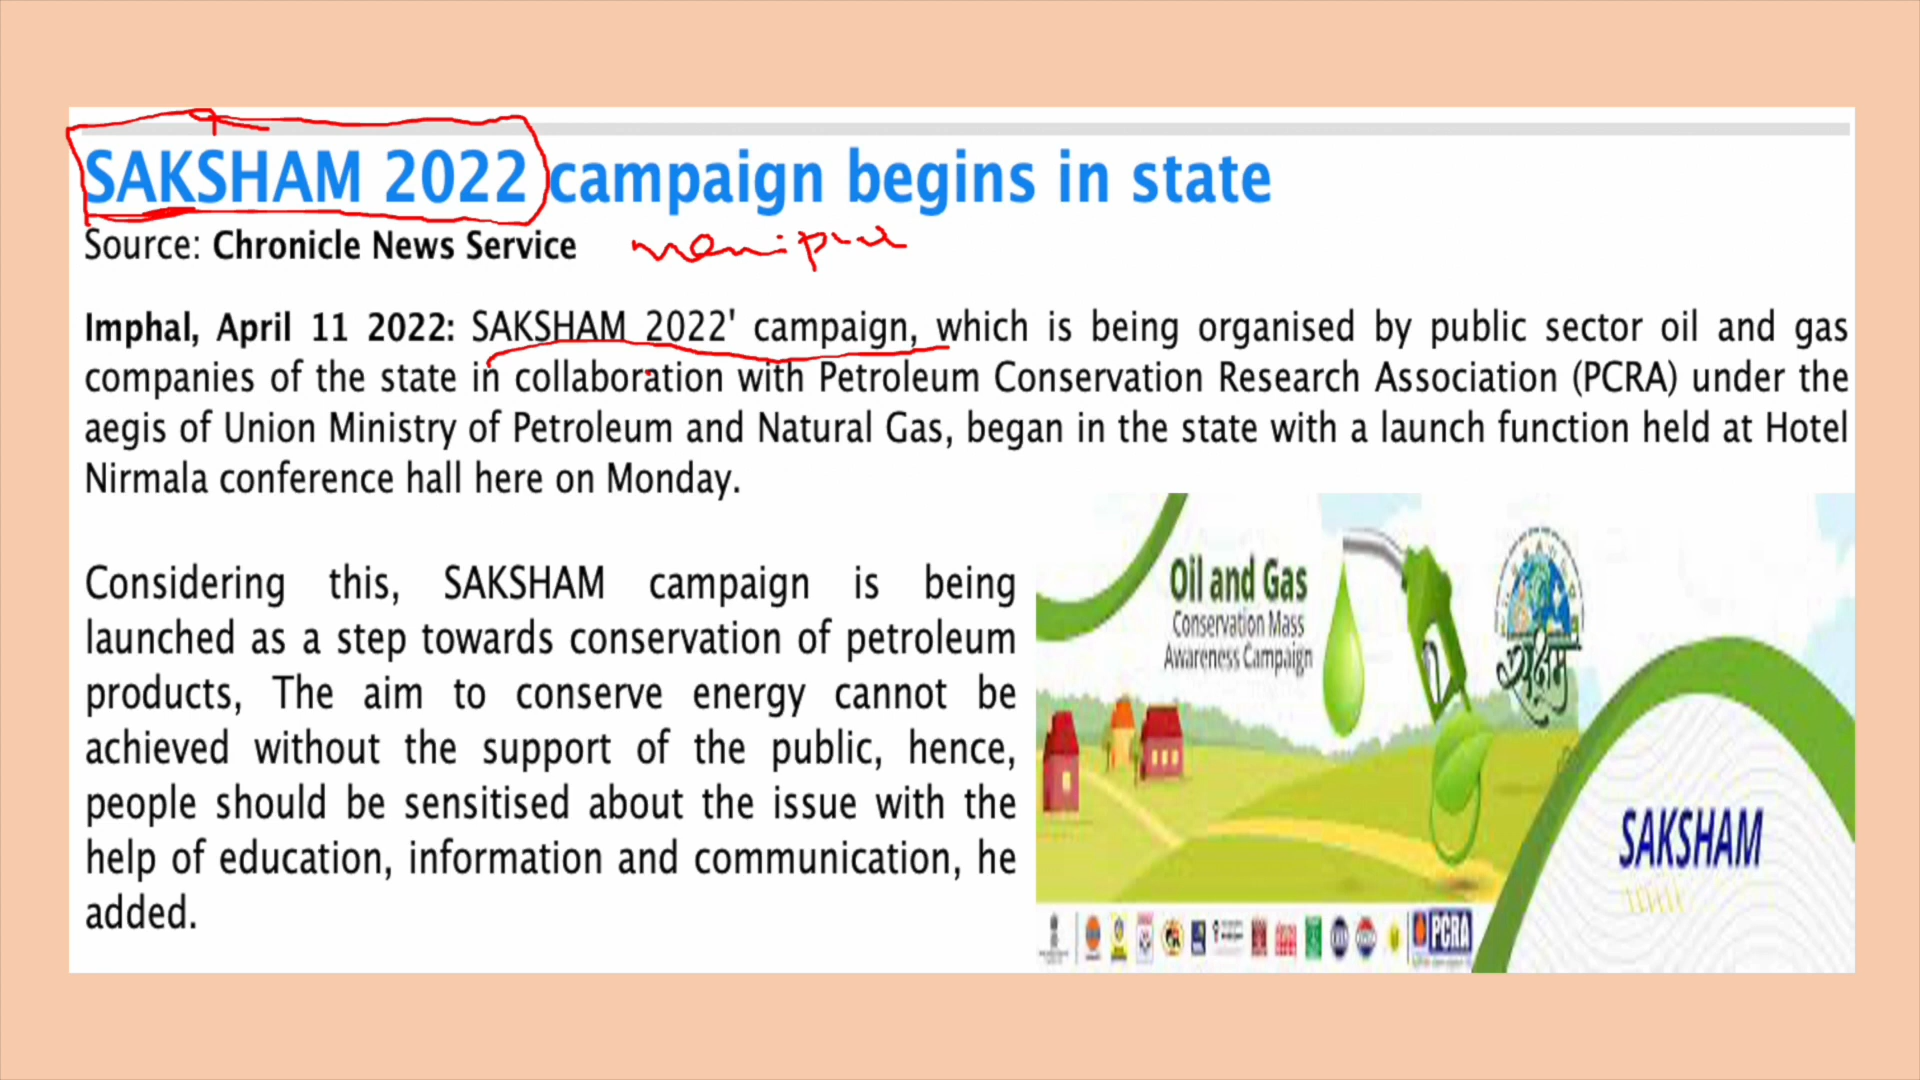 SAKSHAM 2022 campaign begins in state
Source: Chronicle News Service
manipur
Imphal, April 11 2022: SAKSHAM 2022' campaign, which is being organised by public sector oil and gas
companies of the state in collaboration with Petroleum Conservation Research Association (PCRA) under the
aegis of Union Ministry of Petroleum and Natural Gas, began in the state with a launch function held at Hotel
Nirmala conference hall here on Monday.
Considering this, SAKSHAM campaign is being
launched as a step towards conservation of petroleum
products, The aim to conserve energy cannot be
achieved without the support of the public, hence,
people should be sensitised about the issue with the
help of education, information and communication, he
added.
Oil and Gas
Conservation Mass
Awareness Campaign
सक्षम
SAKSHAM
PCRA